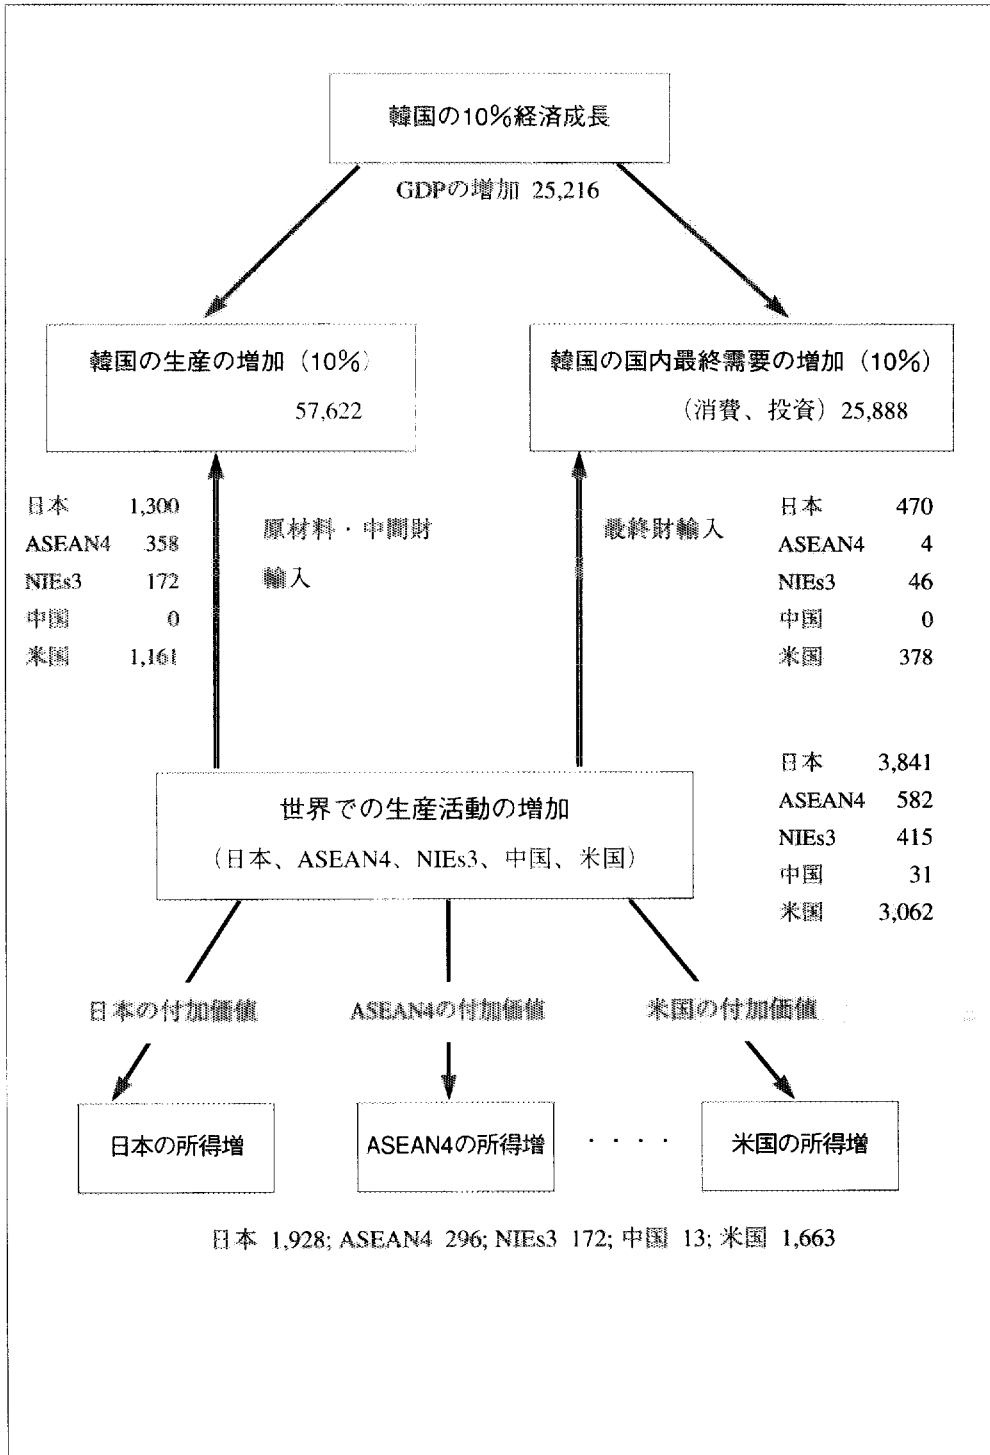 韓国の10%経済成長
GDPの増加 25,216
韓国の生産の増加(10%)
57,622
韓国の国内最終需要の増加(10%)
(消費、投資)25,888
日本 1,300
ASEAN4 358
NIEs3 172
中国 0
米国 1,161
原材料・中間財
輸入
最終財輸入
日本 470
ASEAN4 4
NIEs3 46
中国 0
米国 378
世界での生産活動の増加
(日本、ASEAN4、NIEs3、中国、米国)
日本 3,841
ASEAN4 582
NIEs3 415
中国 31
米国 3,062
日本の付加価値 ASEAN4の付加価値 米国の付加価値
日本の所得増 ASEAN4の所得増 ・・・・ 米国の所得増
日本 1,928; ASEAN4 296; NIEs3 172; 中国 13; 米国 1,663